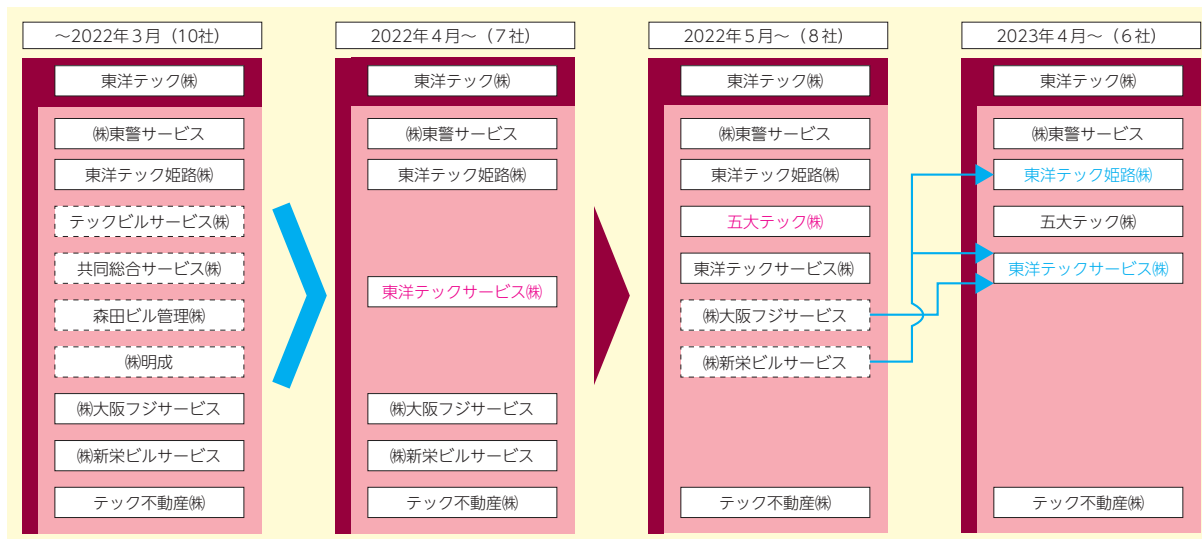 ～2022年３月（10社）
東洋テック㈱
㈱東警サービス
東洋テック姫路㈱
テックビルサービス㈱
共同総合サービス㈱
森田ビル管理㈱
㈱明成
㈱大阪フジサービス
㈱新栄ビルサービス
テック不動産㈱
2022年４月～（７社）
東洋テック㈱
㈱東警サービス
東洋テック姫路㈱
東洋テックサービス㈱
㈱大阪フジサービス
㈱新栄ビルサービス
テック不動産㈱
2022年５月～（８社）
東洋テック㈱
㈱東警サービス
東洋テック姫路㈱
五大テック㈱
東洋テックサービス㈱
㈱大阪フジサービス
㈱新栄ビルサービス
テック不動産㈱
2023年４月～（６社）
東洋テック㈱
㈱東警サービス
東洋テック姫路㈱
五大テック㈱
東洋テックサービス㈱
テック不動産㈱